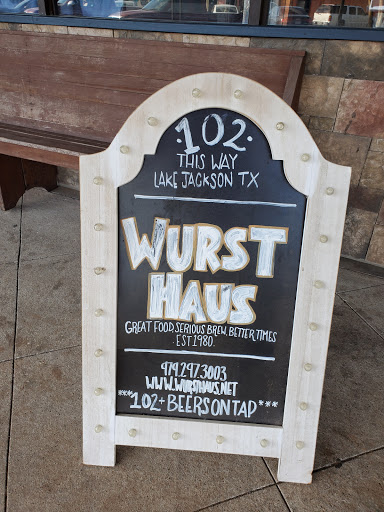 .102.
THIS WAY
LAKE JACKSON TX
WURST
HAUS
GREAT FOOD, SERIOUS BREW, BETTER TIMES
. EST 1980.
979.297.3003
WWW.WURSTHAUS.NET
***102+BEERS ON TAP***